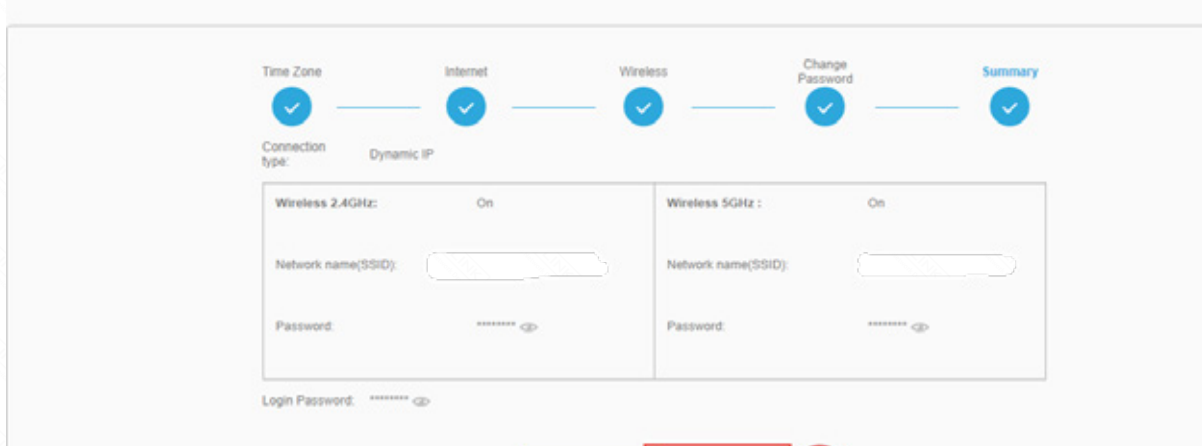 Time Zone
Internet
Wireless
Change
Password
Summary
Connection
type:
Dynamic IP
Wireless 2.4GHz:
On
Wireless 5GHz :
On
Network name(SSID):
Network name(SSID):
Password:
********
Password:
********
Login Password:
********